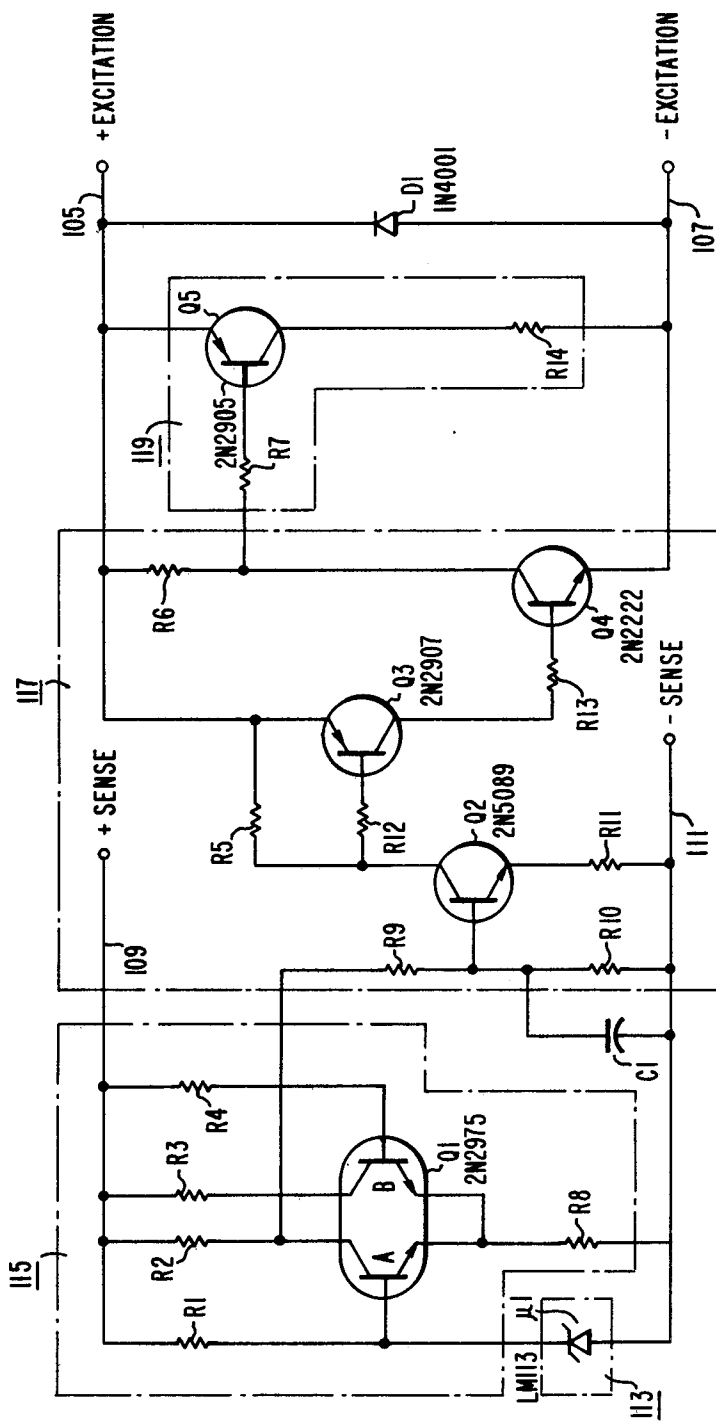 115
117
+ SENSE
109
105
+ EXCITATION
R1
R2
R3
R4
R5
R6
119
2N2905
Q5
R7
R12
Q3
2N2907
A
B
Q1
2N2975
R9
Q2
2N5089
R13
Q4
2N2222
R14
D1
1N4001
113
LM113
μ1
R8
C1
R10
R11
111
- SENSE
107
- EXCITATION